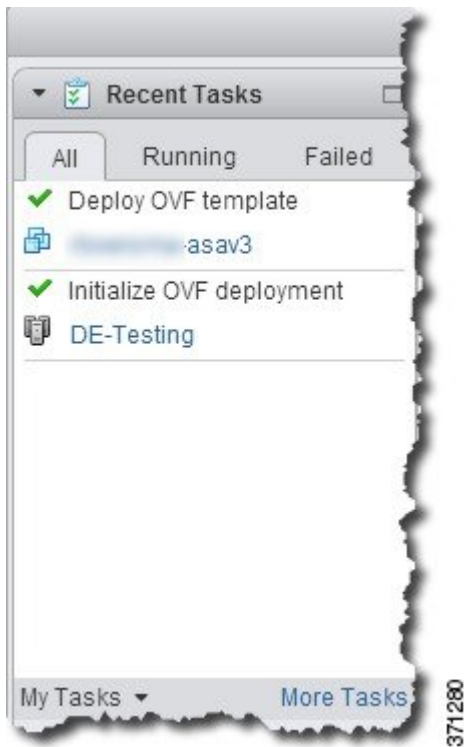 Recent Tasks
All Running Failed
Deploy OVF template
-asav3
Initialize OVF deployment
DE-Testing
My Tasks More Tasks
371280